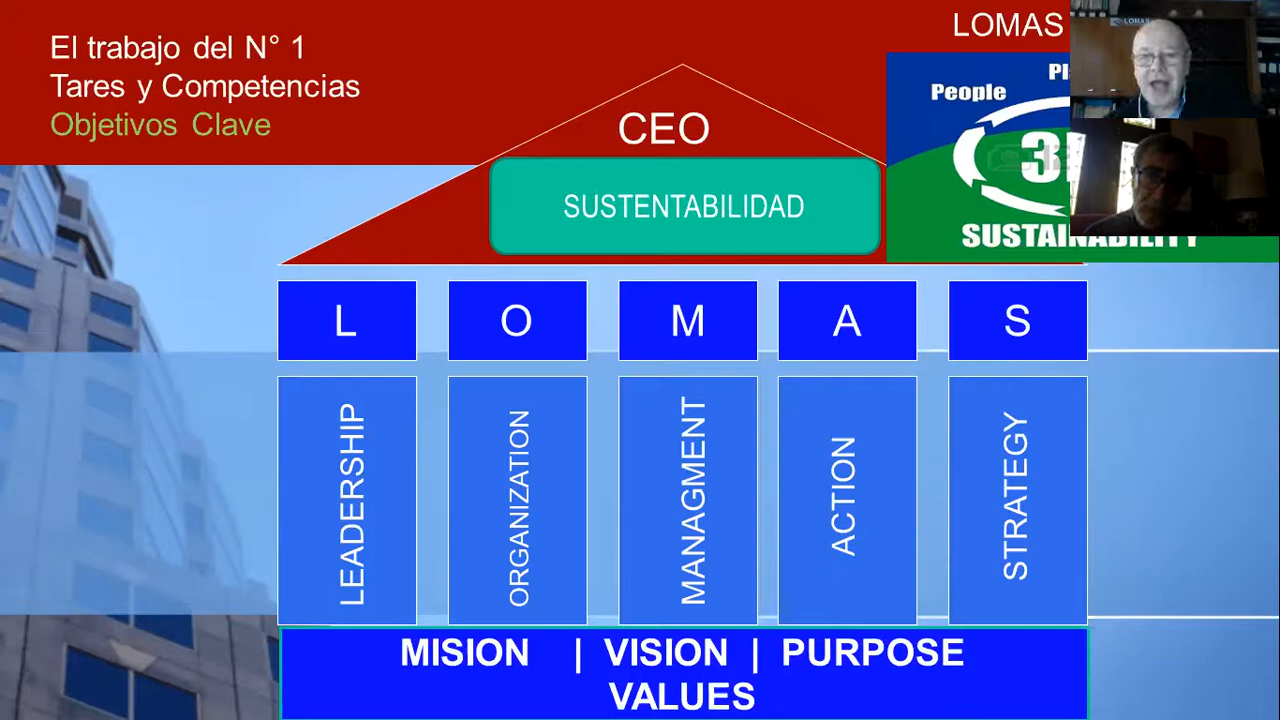 El trabajo del N° 1
Tares y Competencias
Objetivos Clave
LOMAS
LOMAS
People
CEO
SUSTENTABILIDAD
SUSTAINABILITY
L O M A S
LEADERSHIP
ORGANIZATION
MANAGMENT
ACTION
STRATEGY
MISION | VISION | PURPOSE
VALUES